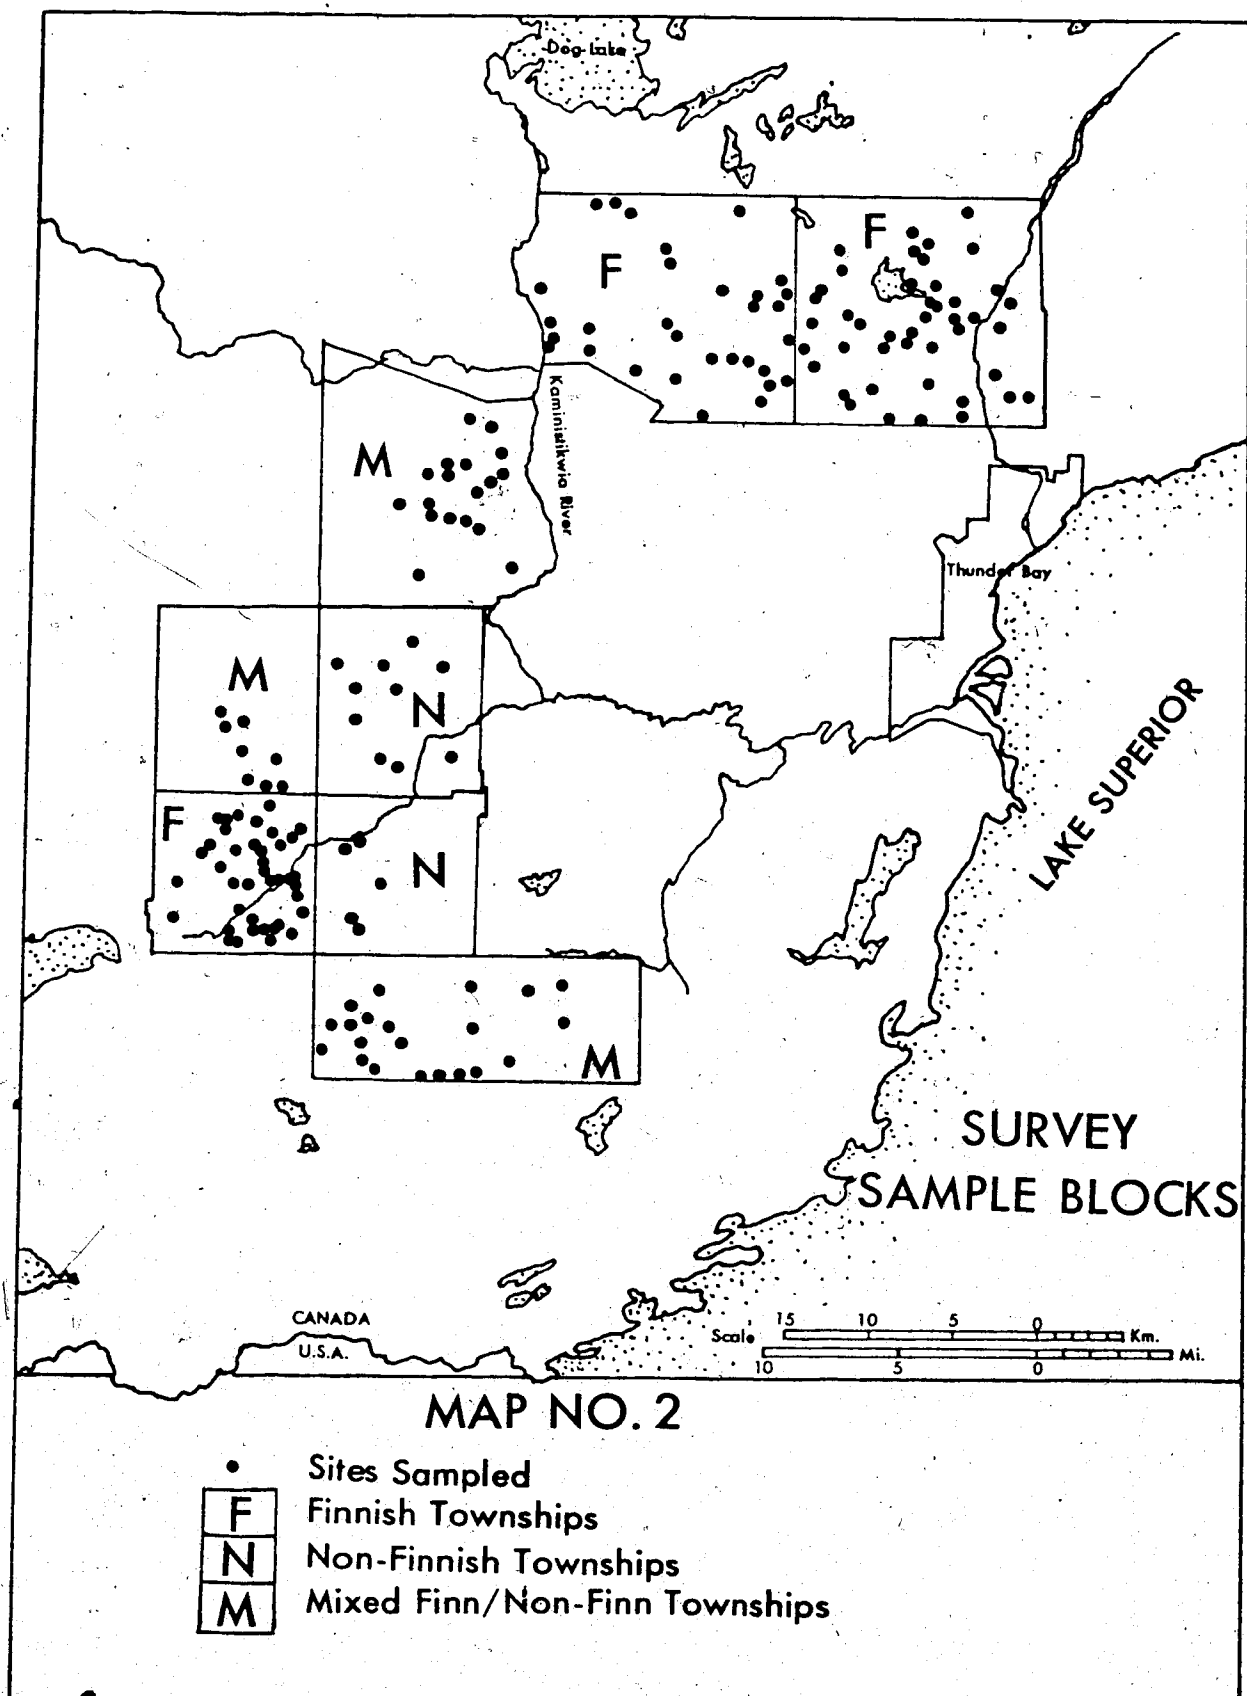 Dog Lake
F
F
Kaministikwia River
M
Thunder Bay
M
N
LAKE SUPERIOR
F
N
M
SURVEY
SAMPLE BLOCKS
CANADA
U.S.A.
Scale
15 10 5 0 Km.
10 5 0 Mi.
MAP NO. 2
Sites Sampled
F Finnish Townships
N Non-Finnish Townships
M Mixed Finn/Non-Finn Townships